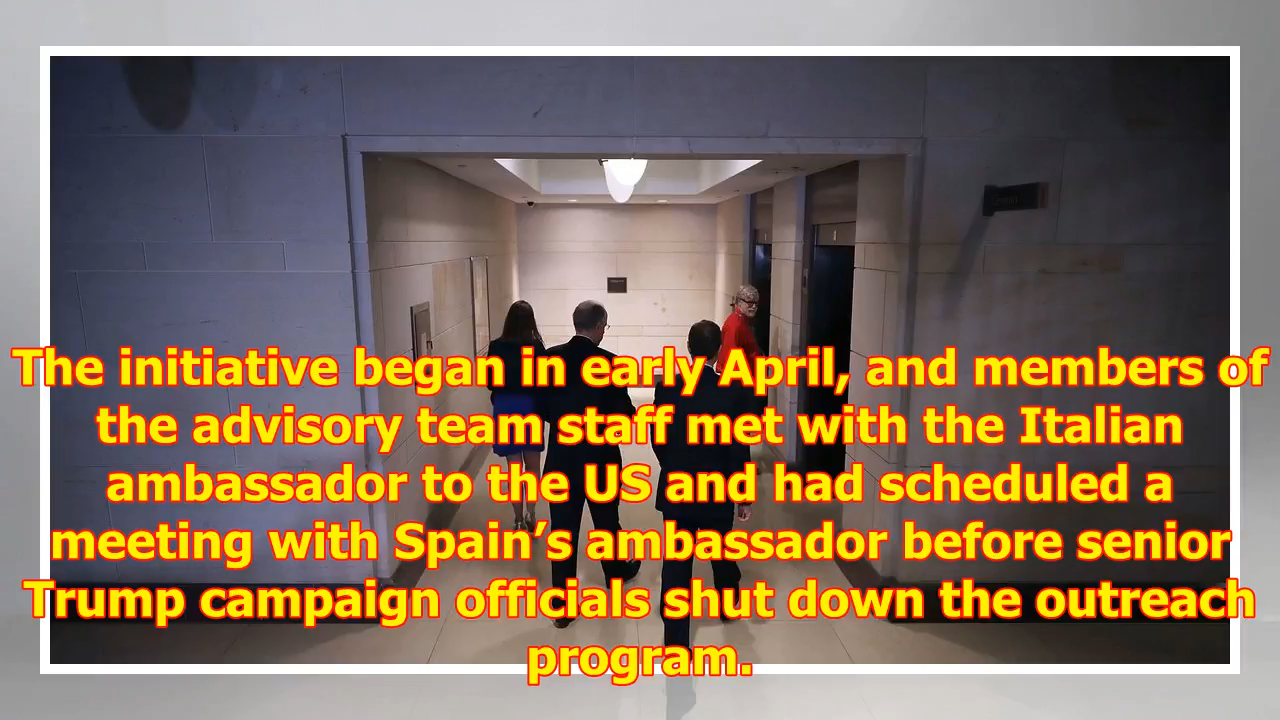 The initiative began in early April, and members of
the advisory team staff met with the Italian
ambassador to the US and had scheduled a
meeting with Spain’s ambassador before senior
Trump campaign officials shut down the outreach
program.